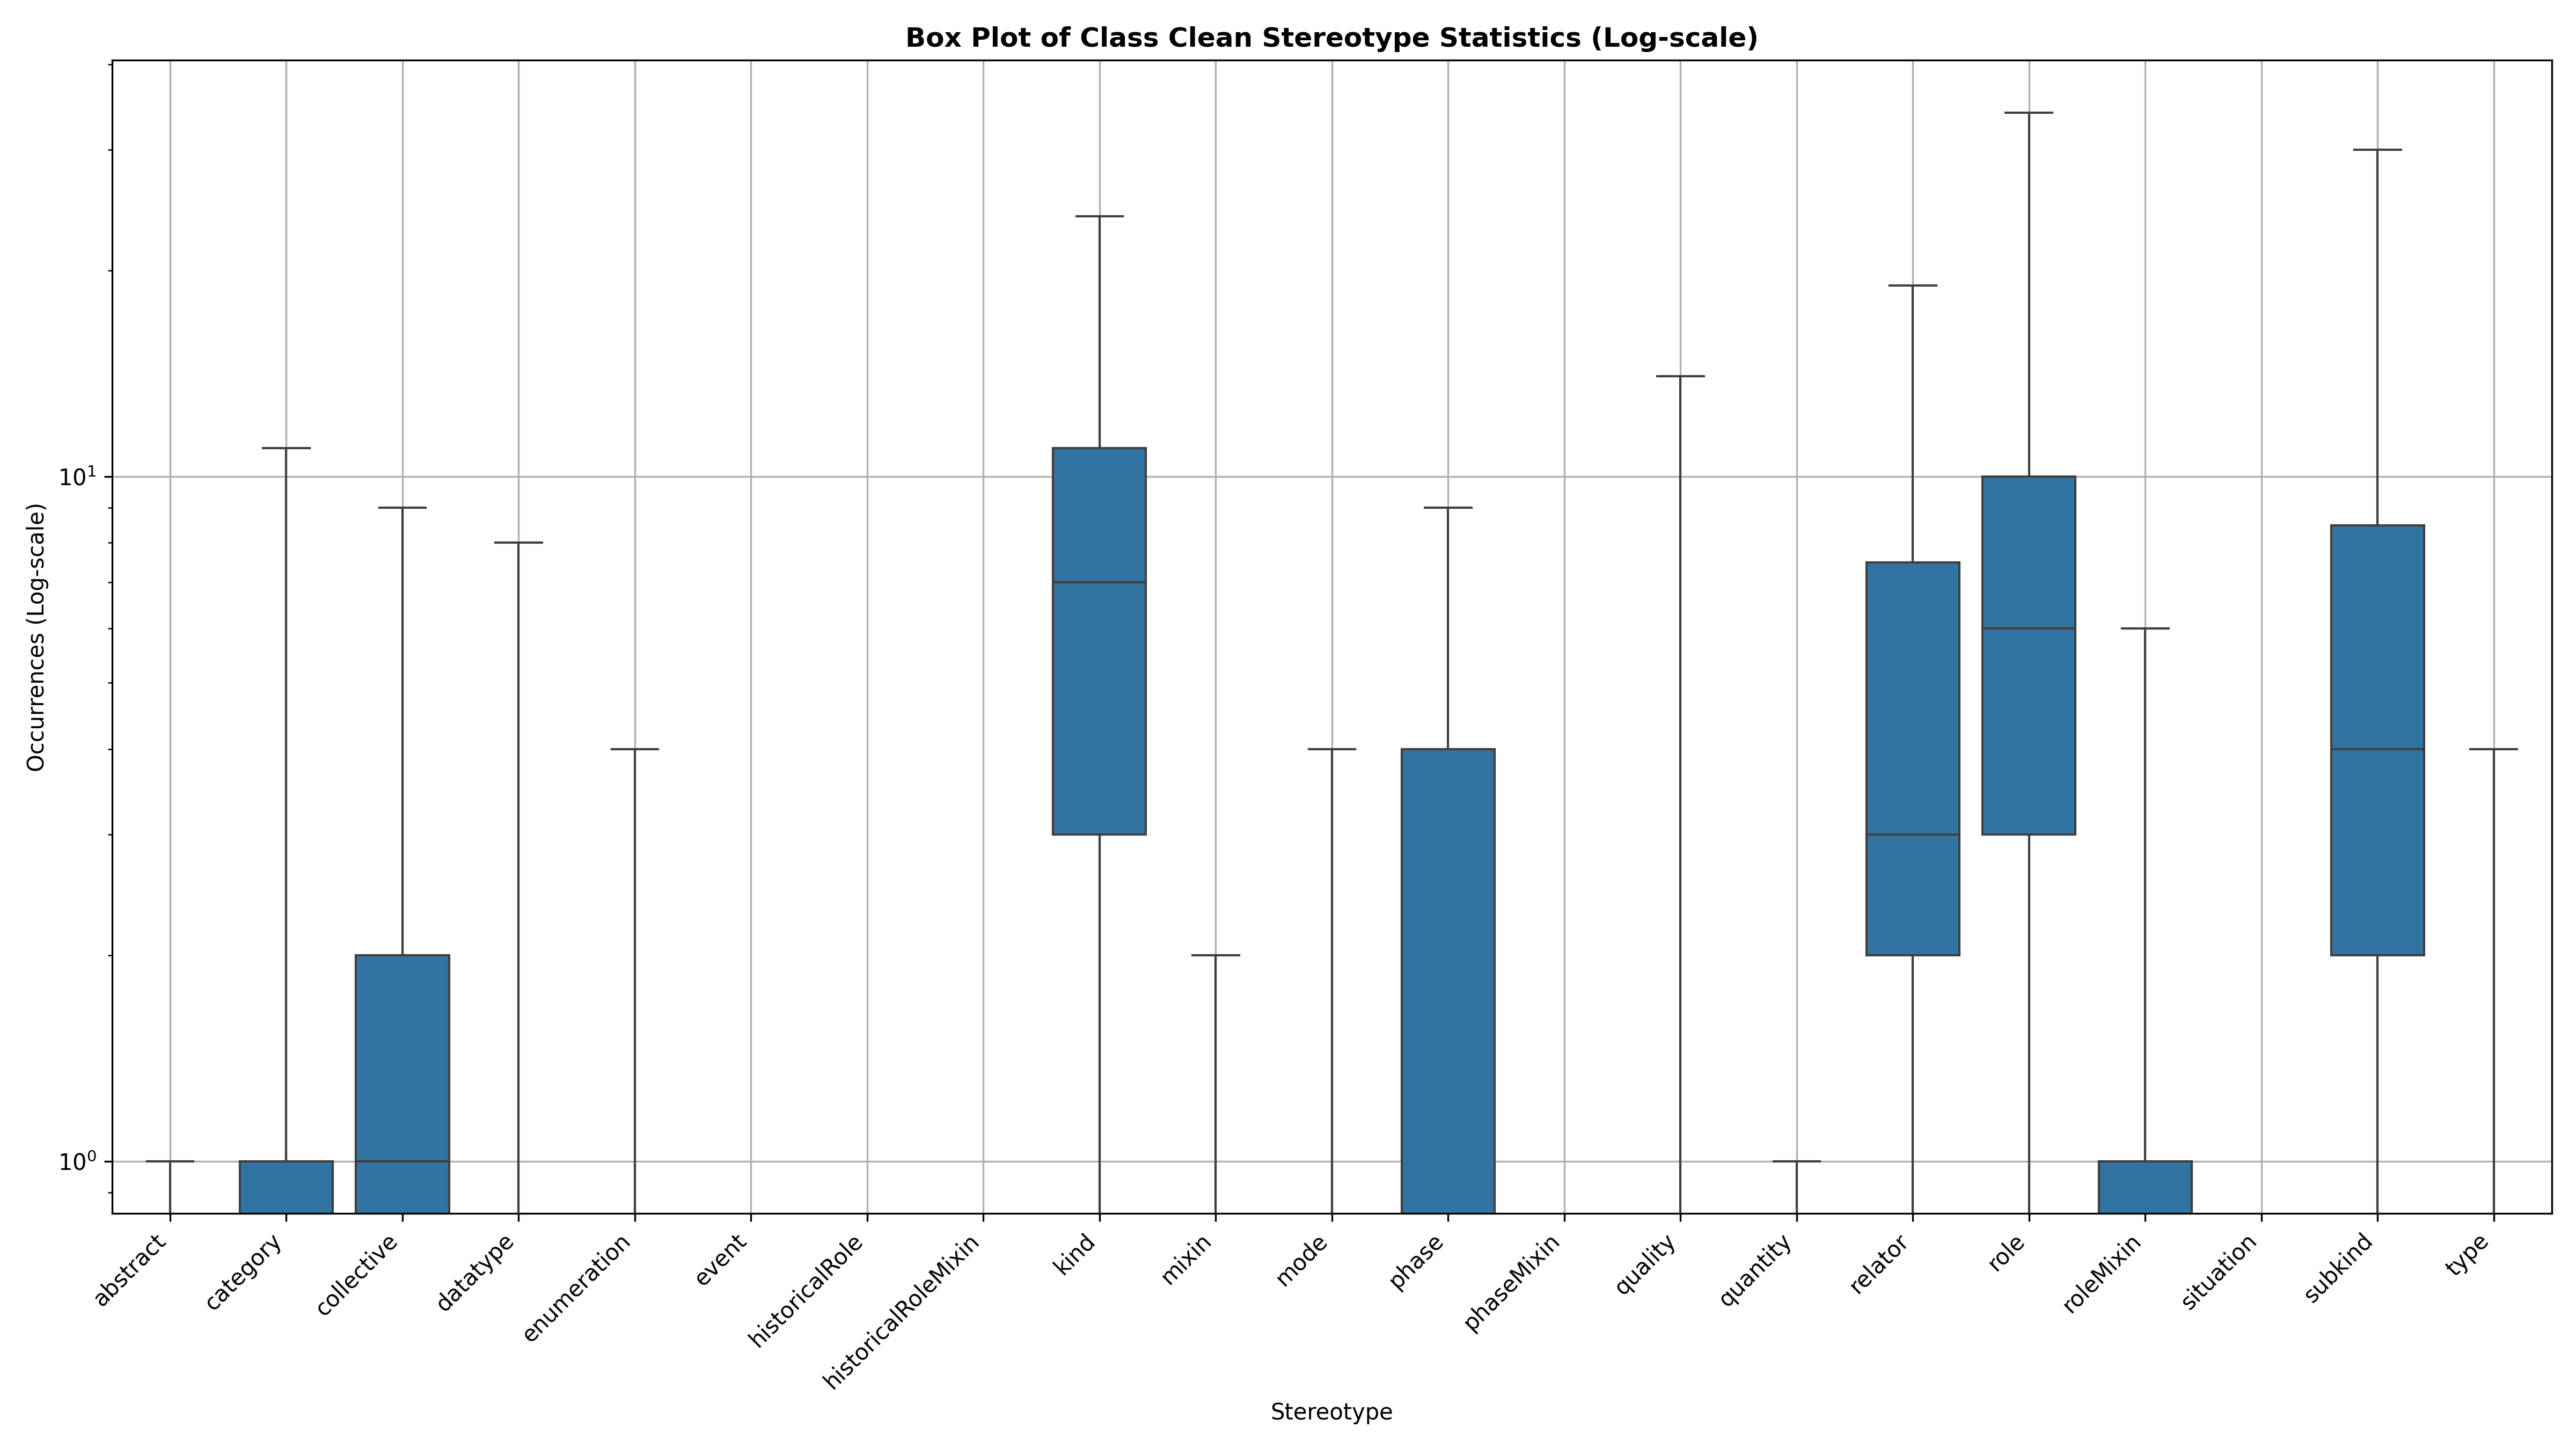 Box Plot of Class Clean Stereotype Statistics (Log-scale)
Occurrences (Log-scale)
10¹
10⁰
abstract
category
collective
datatype
enumeration
event
historicalRole
historicalRoleMixin
kind
mixin
mode
phase
phaseMixin
quality
quantity
relator
role
roleMixin
situation
subkind
type
Stereotype